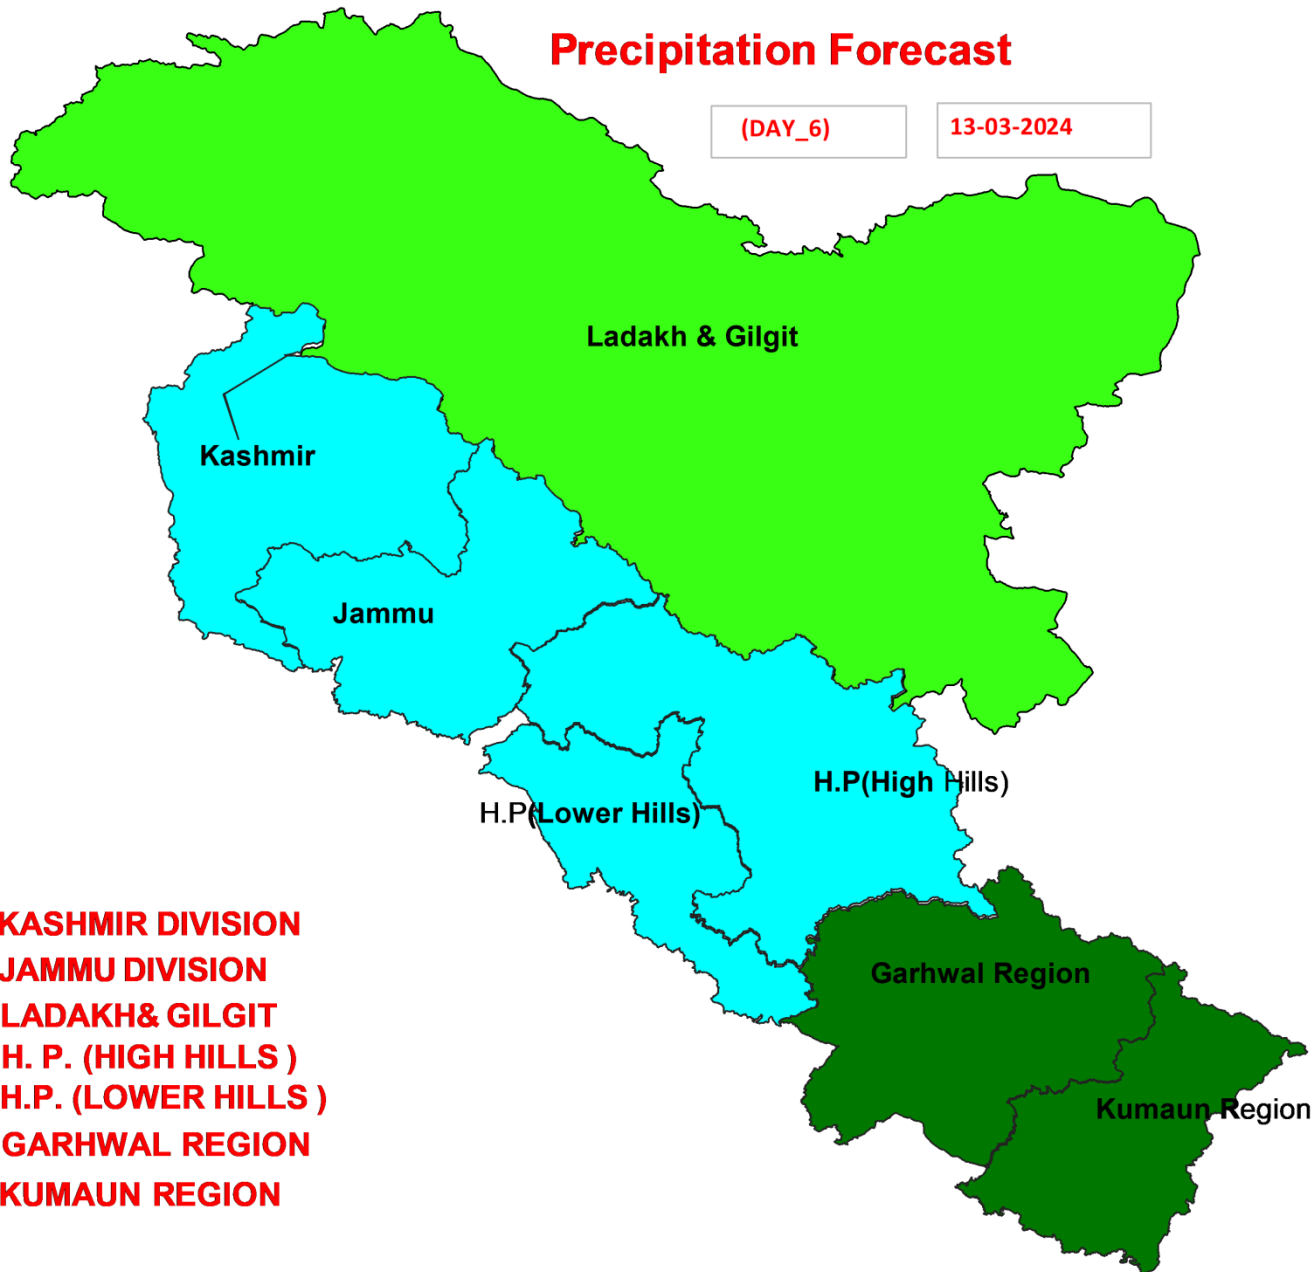 Precipitation Forecast
(DAY_6)
13-03-2024
Ladakh & Gilgit
Kashmir
Jammu
H.P(High Hills)
H.P(Lower Hills)
Garhwal Region
Kumaun Region
KASHMIR DIVISION
JAMMU DIVISION
LADAKH& GILGIT
H. P. (HIGH HILLS )
H.P. (LOWER HILLS )
GARHWAL REGION
KUMAUN REGION